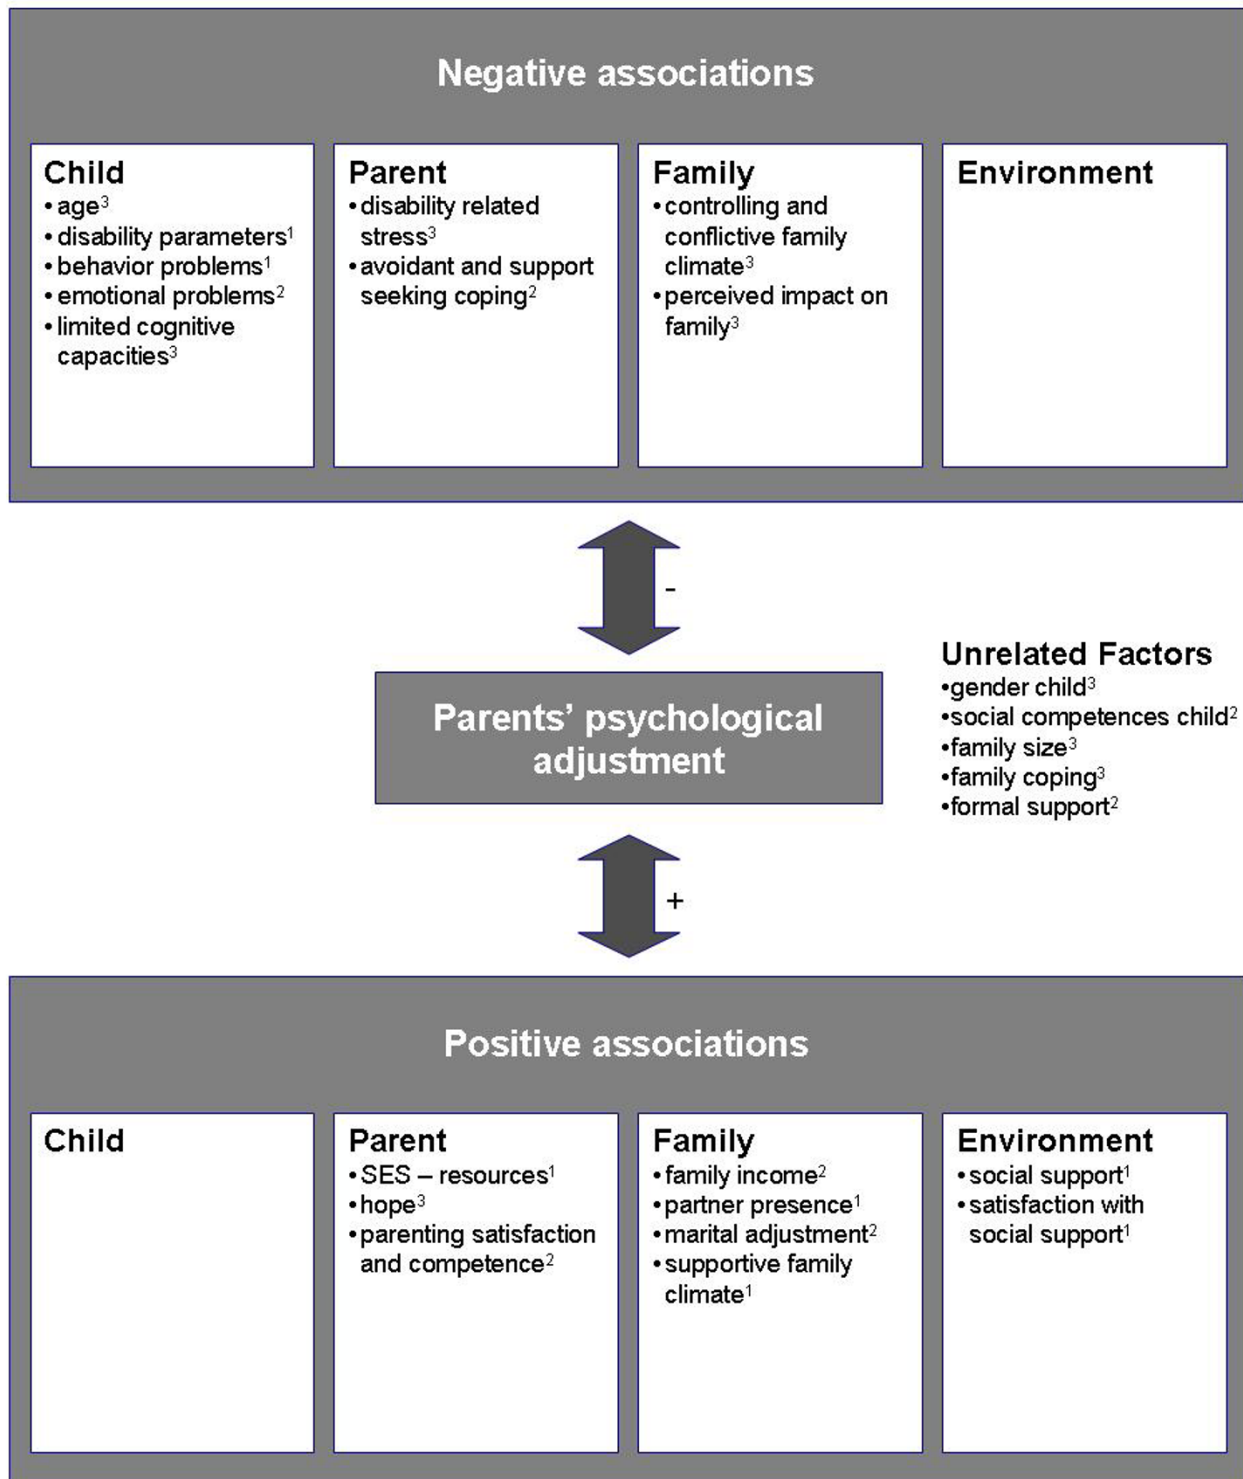 Negative associations
Child
• age³
• disability parameters¹
• behavior problems¹
• emotional problems²
• limited cognitive
capacities³
Parent
• disability related
stress³
• avoidant and support
seeking coping²
Family
• controlling and
conflictive family
climate³
• perceived impact on
family³
Environment
-
Parents’ psychological
adjustment
Unrelated Factors
•gender child³
•social competences child²
•family size³
•family coping³
•formal support²
+
Positive associations
Child
Parent
• SES – resources¹
• hope³
• parenting satisfaction
and competence²
Family
• family income²
• partner presence¹
• marital adjustment²
• supportive family
climate¹
Environment
• social support¹
• satisfaction with
social support¹